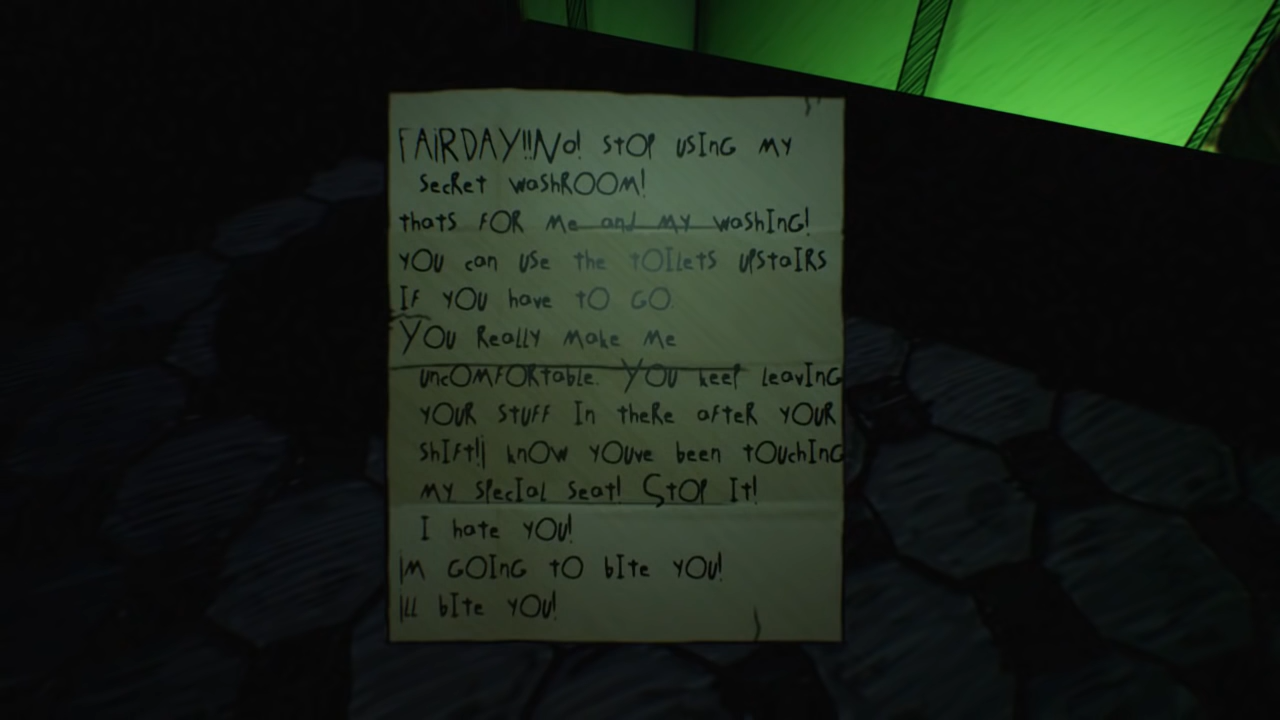 FAIRDAY!!No! StOP USInG MY
SecRet WashROOM!
thats FOR Me and MY WashInG!
YOU can Use the tOILets UPStaIRS
If YOU have tO GO.
YOU ReaLLY Make Me
UncOMFORtable. YOU keeP LeavInG
YOUR StUFF In theRe afteR YOUR
ShIFt!I knOW YOUve been tOUchInG
MY SPecIaL Seat! StOP It!
I hate YOU!
IM GOInG tO bIte YOU!
ILL bIte YOU!